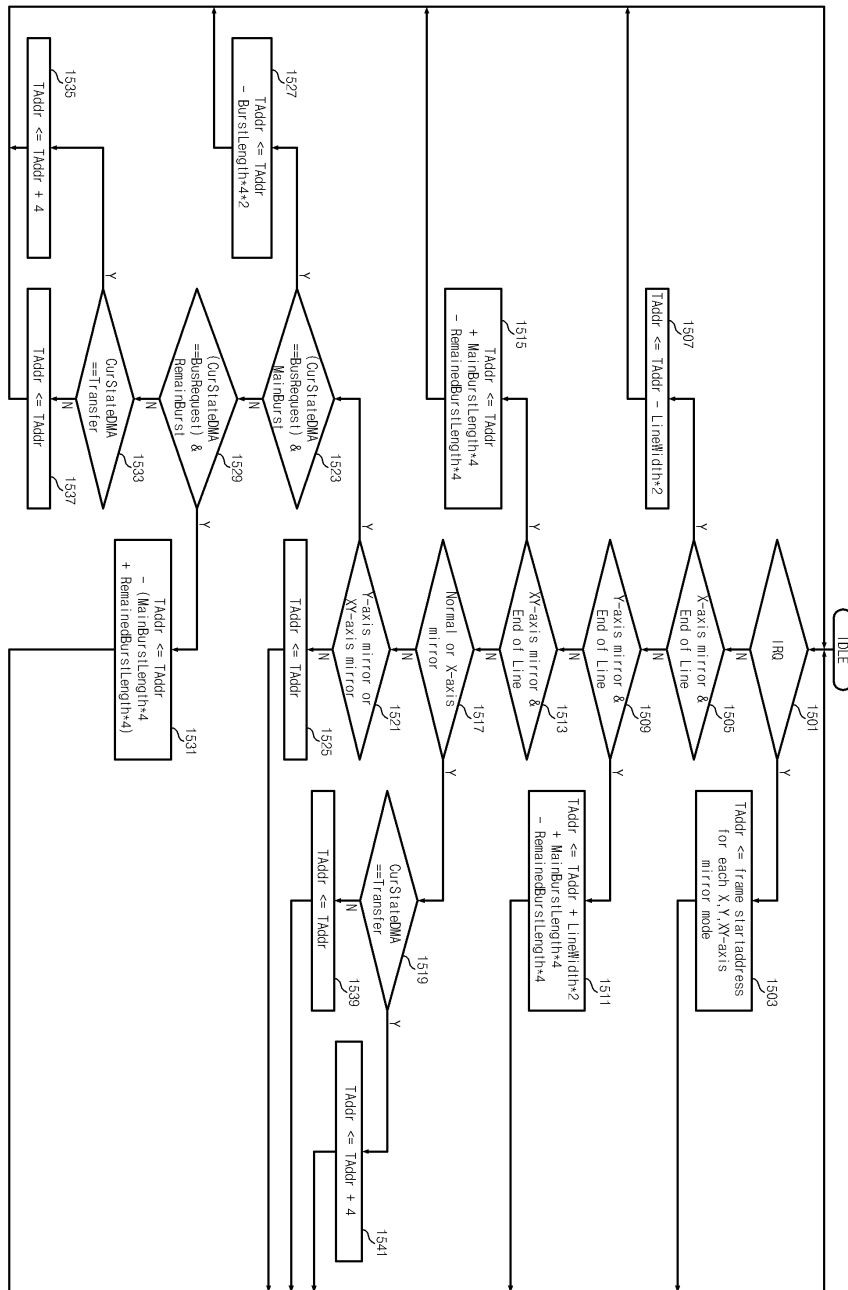 IDLE
IRQ
1501
Y
N
TAddr <= frame startaddress
for each X,Y,XY-axis
mirror mode
1503
X-axis mirror &
End of Line
1505
Y
N
TAddr <= TAddr - LineWidth*2
1507
Y-axis mirror &
End of Line
1509
Y
N
TAddr <= TAddr + LineWidth*2
+ MainBurstLength*4
- RemainedBurstLength*4
1511
XY-axis mirror &
End of Line
1513
Y
N
TAddr <= TAddr
+ MainBurstLength*4
- RemainedBurstLength*4
1515
Normal or X-axis
mirror
1517
Y
N
CurStateDMA
==Transfer
1519
Y
N
Y-axis mirror or
XY-axis mirror
1521
Y
N
TAddr <= TAddr
1525
TAddr <= TAddr
1539
TAddr <= TAddr + 4
1541
(CurStateDMA
==BusRequest) &
MainBurst
1523
Y
N
TAddr <= TAddr
- BurstLength*4*2
1527
(CurStateDMA
==BusRequest) &
RemainBurst
1529
Y
N
TAddr <= TAddr
- (MainBurstLength*4
+ RemainedBurstLength*4)
1531
CurStateDMA
==Transfer
1533
Y
N
TAddr <= TAddr + 4
1535
TAddr <= TAddr
1537